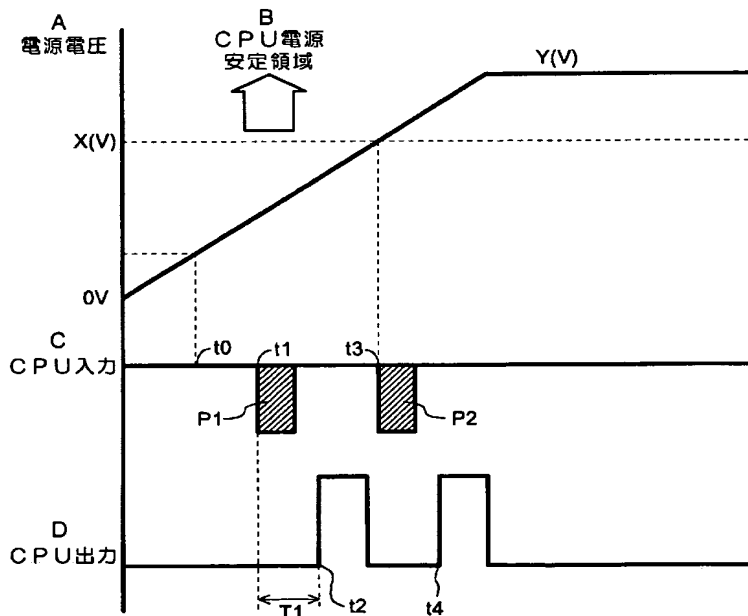 A
電源電圧
B
CPU電源
安定領域
Y(V)
X(V)
0V
C
CPU入力
t0
t1
t3
P1
P2
D
CPU出力
T1
t2
t4